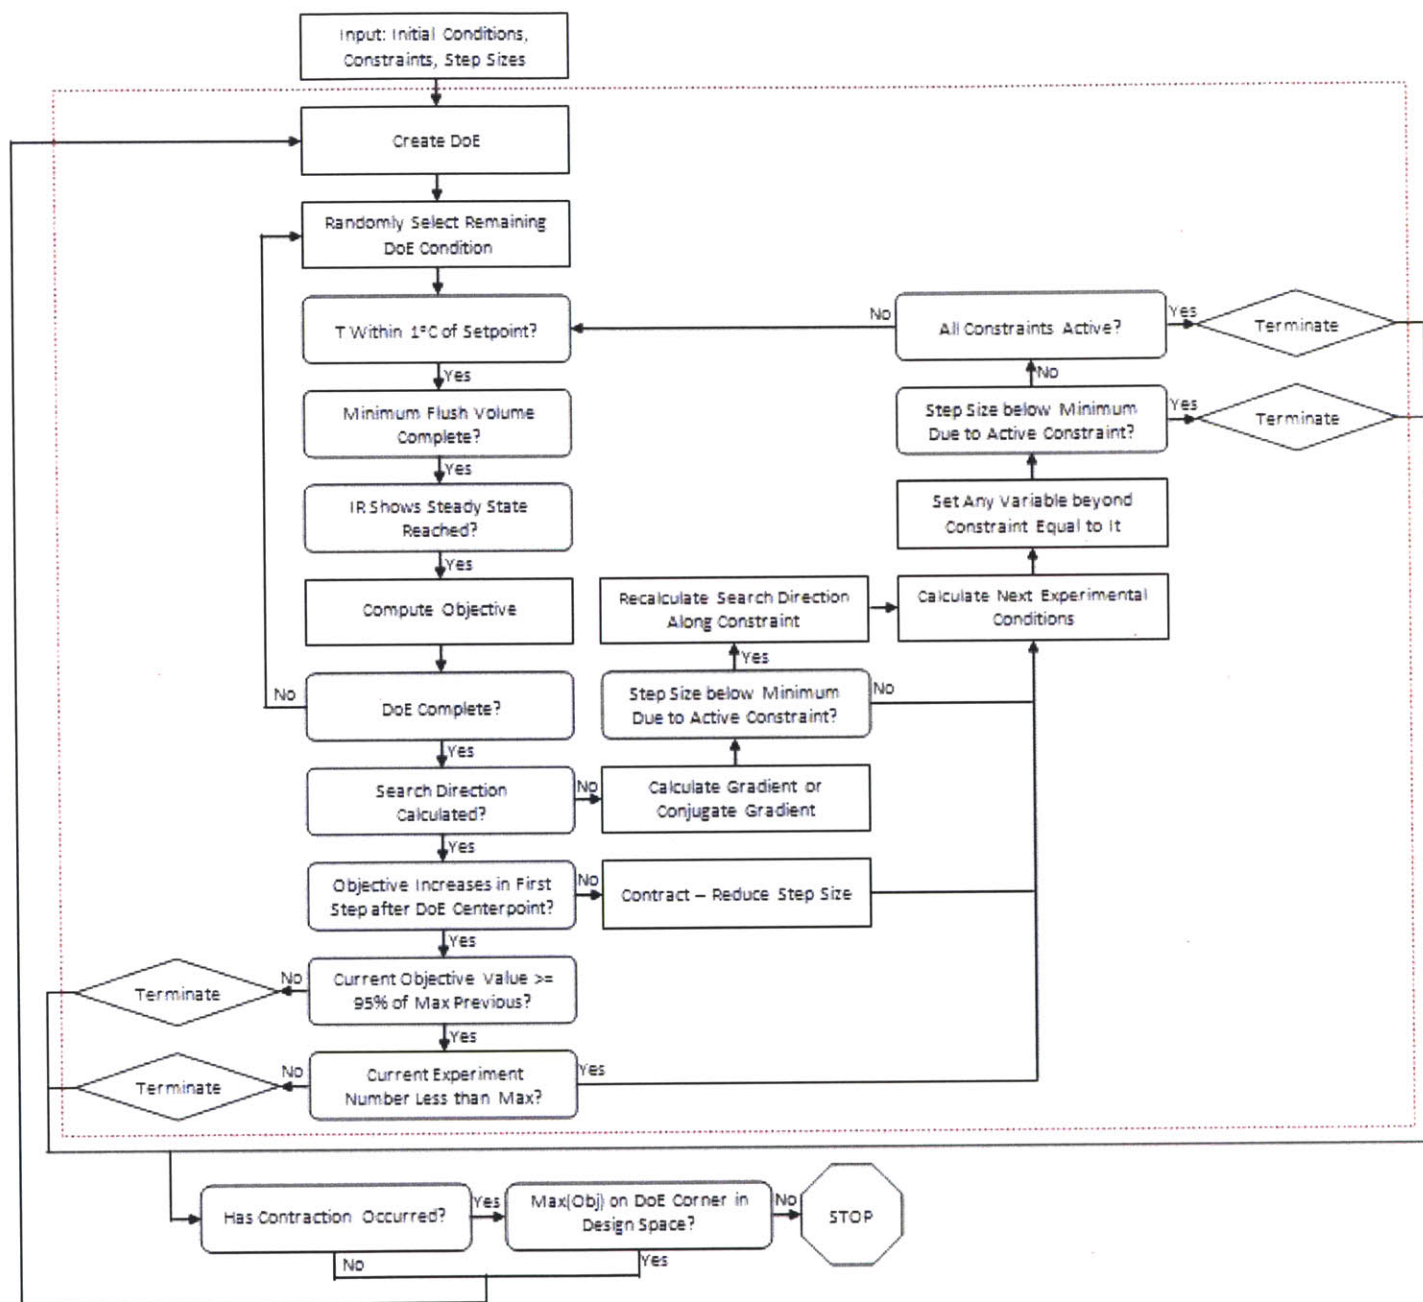 Input: Initial Conditions,
Constraints, Step Sizes
Create DoE
Randomly Select Remaining
DoE Condition
T Within 1°C of Setpoint?
No
All Constraints Active?
Yes
Terminate
Yes
No
Minimum Flush Volume
Complete?
Step Size below Minimum
Due to Active Constraint?
Yes
Terminate
Yes
IR Shows Steady State
Reached?
Set Any Variable beyond
Constraint Equal to It
Yes
Compute Objective
Recalculate Search Direction
Along Constraint
Calculate Next Experimental
Conditions
Yes
No
DoE Complete?
Step Size below Minimum
Due to Active Constraint?
No
Yes
Search Direction
Calculated?
No
Calculate Gradient or
Conjugate Gradient
Yes
Objective Increases in First
Step after DoE Centerpoint?
No
Contract – Reduce Step Size
Yes
Terminate
No
Current Objective Value >=
95% of Max Previous?
Yes
Terminate
No
Current Experiment
Number Less than Max?
Yes
Has Contraction Occurred?
Yes
Max(Obj) on DoE Corner in
Design Space?
No
STOP
No
Yes